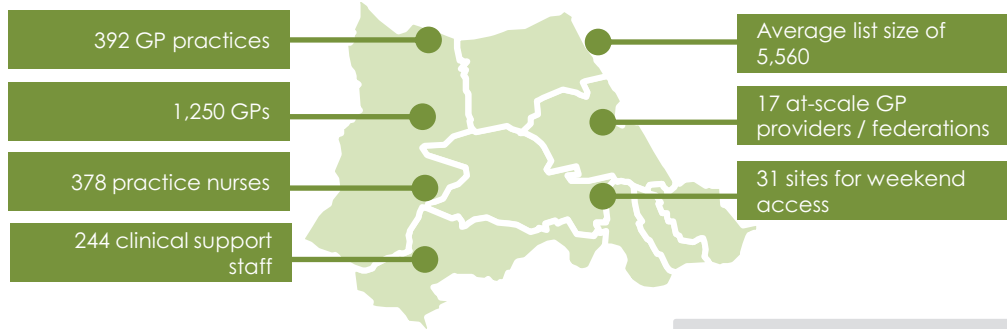 392 GP practices
1,250 GPs
378 practice nurses
244 clinical support
staff
Average list size of
5,560
17 at-scale GP
providers / federations
31 sites for weekend
access